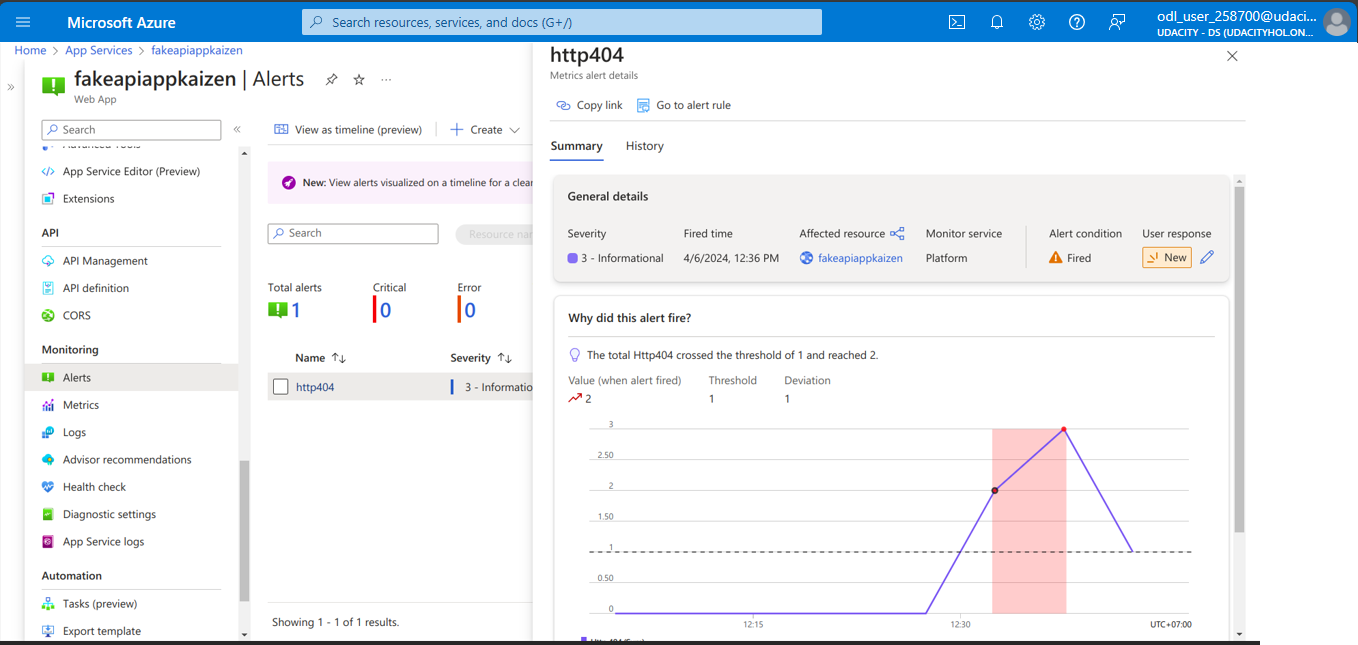 Microsoft Azure
Search resources, services, and docs (G+/)
odl_user_258700@udaci...
UDACITY - DS (UDACITYHOL.ON...
Home > App Services > fakeapiappkaizen
fakeapiappkaizen | Alerts
Web App
Search
Advanced Tools
App Service Editor (Preview)
Extensions
API
API Management
API definition
CORS
Monitoring
Alerts
Metrics
Logs
Advisor recommendations
Health check
Diagnostic settings
App Service logs
Automation
Tasks (preview)
Export template
View as timeline (preview)
Create
New: View alerts visualized on a timeline for a clear
Search
Resource nam
Total alerts
1
Critical
0
Error
0
Name
Severity
http404
3 - Informatio
Showing 1 - 1 of 1 results.
http404
Metrics alert details
Copy link
Go to alert rule
Summary
History
General details
Severity
3 - Informational
Fired time
4/6/2024, 12:36 PM
Affected resource
fakeapiappkaizen
Monitor service
Platform
Alert condition
Fired
User response
New
Why did this alert fire?
The total Http404 crossed the threshold of 1 and reached 2.
Value (when alert fired)
2
Threshold
1
Deviation
1
3
2.50
2
1.50
1
0.50
0
12:15
12:30
UTC+07:00